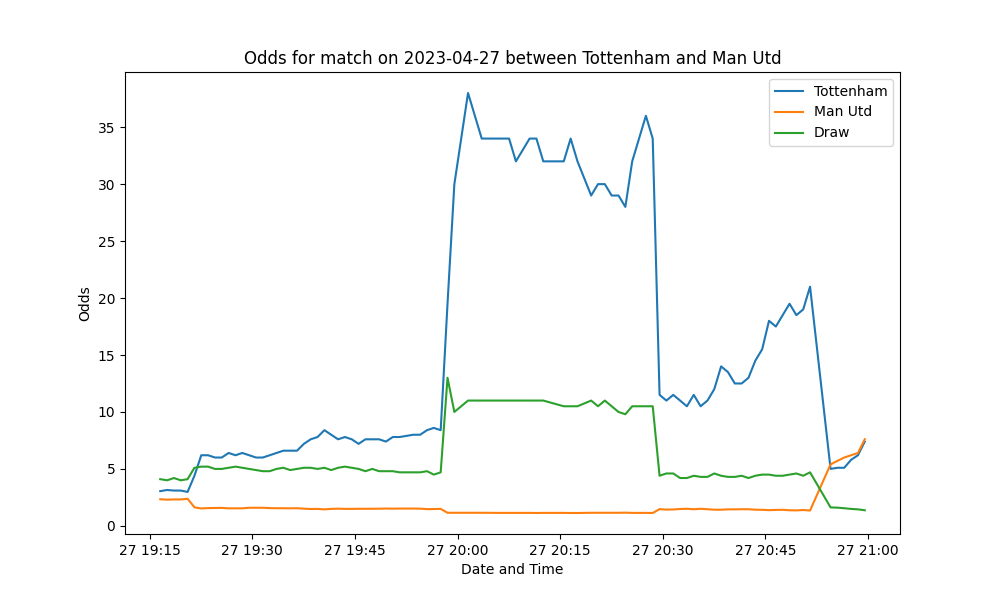 Odds for match on 2023-04-27 between Tottenham and Man Utd
Tottenham
Man Utd
Draw
Odds
35
30
25
20
15
10
5
0
27 19:15 27 19:30 27 19:45 27 20:00 27 20:15 27 20:30 27 20:45 27 21:00
Date and Time